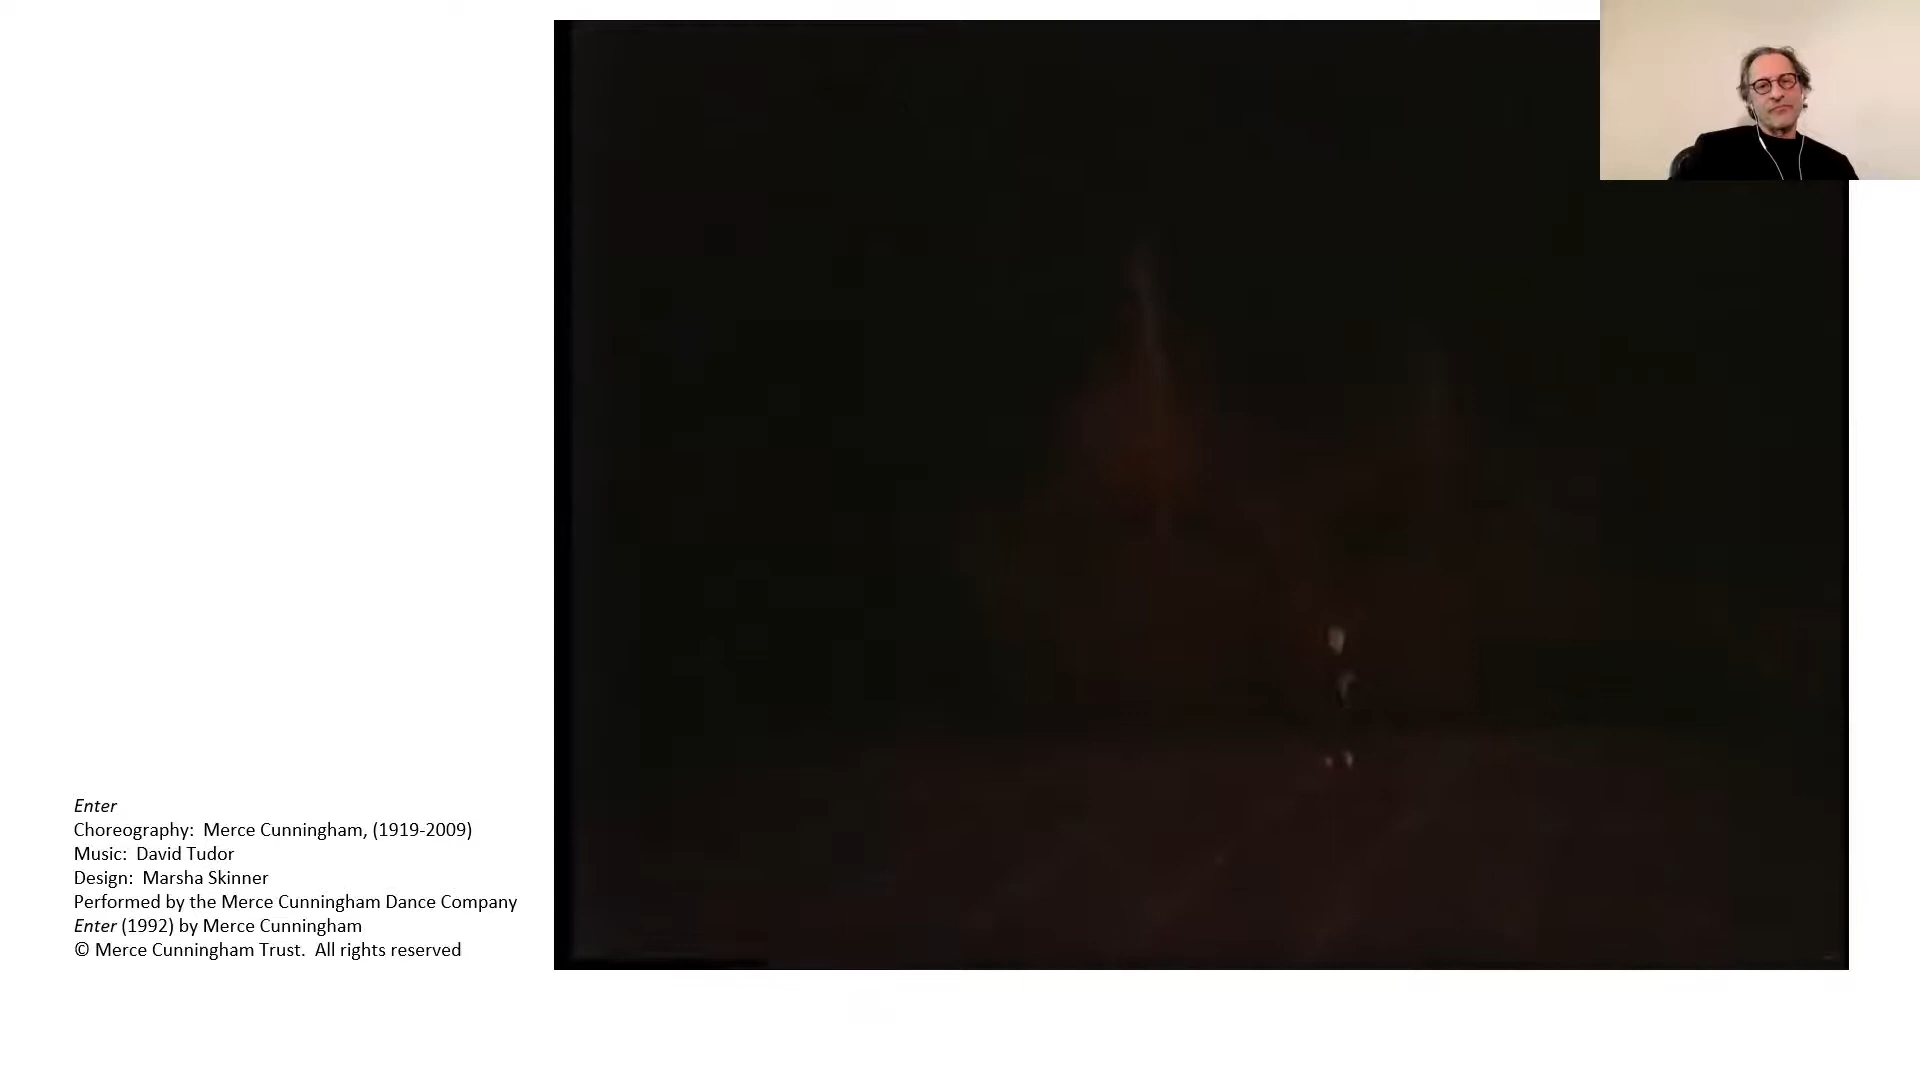 Enter
Choreography:  Merce Cunningham, (1919-2009)
Music:  David Tudor
Design:  Marsha Skinner
Performed by the Merce Cunningham Dance Company
Enter (1992) by Merce Cunningham
© Merce Cunningham Trust.  All rights reserved